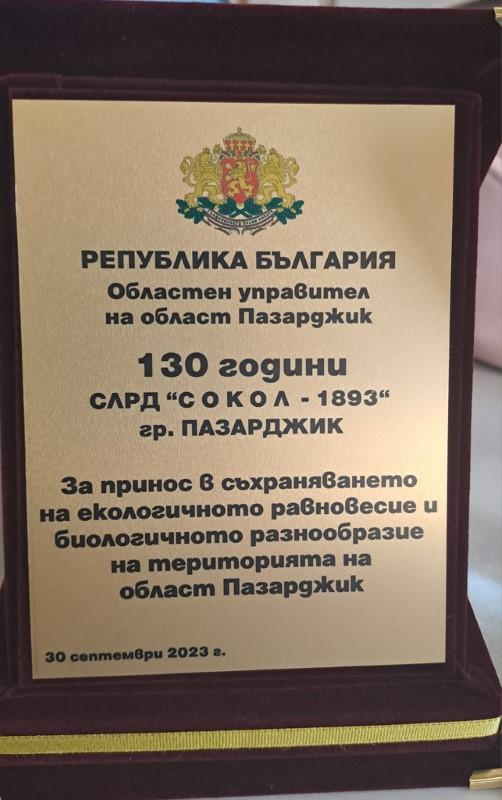 РЕПУБЛИКА БЪЛГАРИЯ
Областен управител
на област Пазарджик
130 години
СЛРД "С О К О Л - 1893"
гр. ПАЗАРДЖИК
За принос в съхраняването
на екологичното равновесие и
биологичното разнообразие
на територията на
област Пазарджик
30 септември 2023 г.